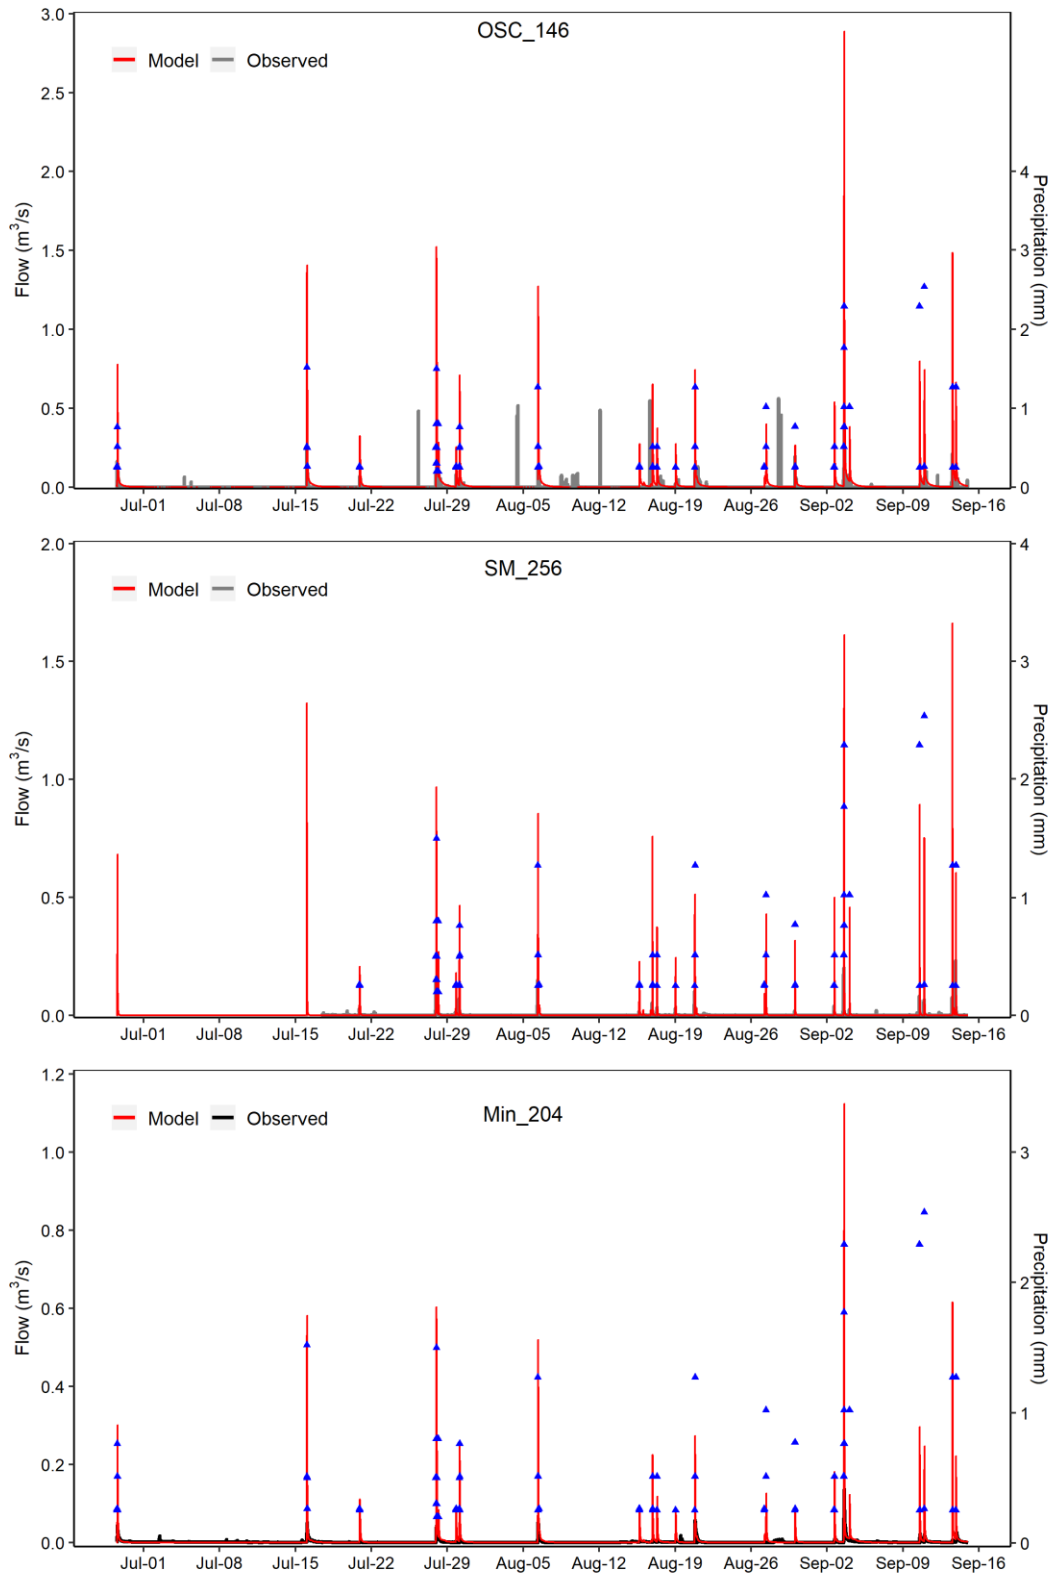 OSC_146
Model Observed
3.0
2.5
2.0
1.5
1.0
0.5
0.0
Flow (m³/s)
4
3
2
1
0
Precipitation (mm)
Jul-01 Jul-08 Jul-15 Jul-22 Jul-29 Aug-05 Aug-12 Aug-19 Aug-26 Sep-02 Sep-09 Sep-16
SM_256
Model Observed
2.0
1.5
1.0
0.5
0.0
Flow (m³/s)
4
3
2
1
0
Precipitation (mm)
Jul-01 Jul-08 Jul-15 Jul-22 Jul-29 Aug-05 Aug-12 Aug-19 Aug-26 Sep-02 Sep-09 Sep-16
Min_204
Model Observed
1.2
1.0
0.8
0.6
0.4
0.2
0.0
Flow (m³/s)
3
2
1
0
Precipitation (mm)
Jul-01 Jul-08 Jul-15 Jul-22 Jul-29 Aug-05 Aug-12 Aug-19 Aug-26 Sep-02 Sep-09 Sep-16